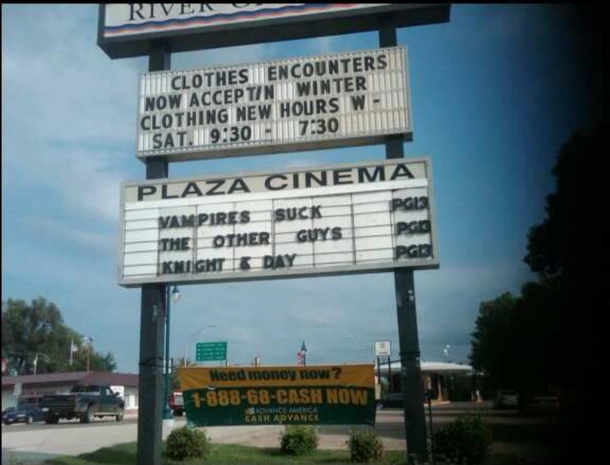 RIVER
CLOTHES ENCOUNTERS
NOW ACCEPT/N WINTER
CLOTHING NEW HOURS W -
SAT. 9:30 - 7:30
PLAZA CINEMA
VAMPIRES SUCK PG13
THE OTHER GUYS PG13
KNIGHT & DAY PG13
Need money now?
1-888-68-CASH NOW
ADVANCE AMERICA
CASH ADVANCE